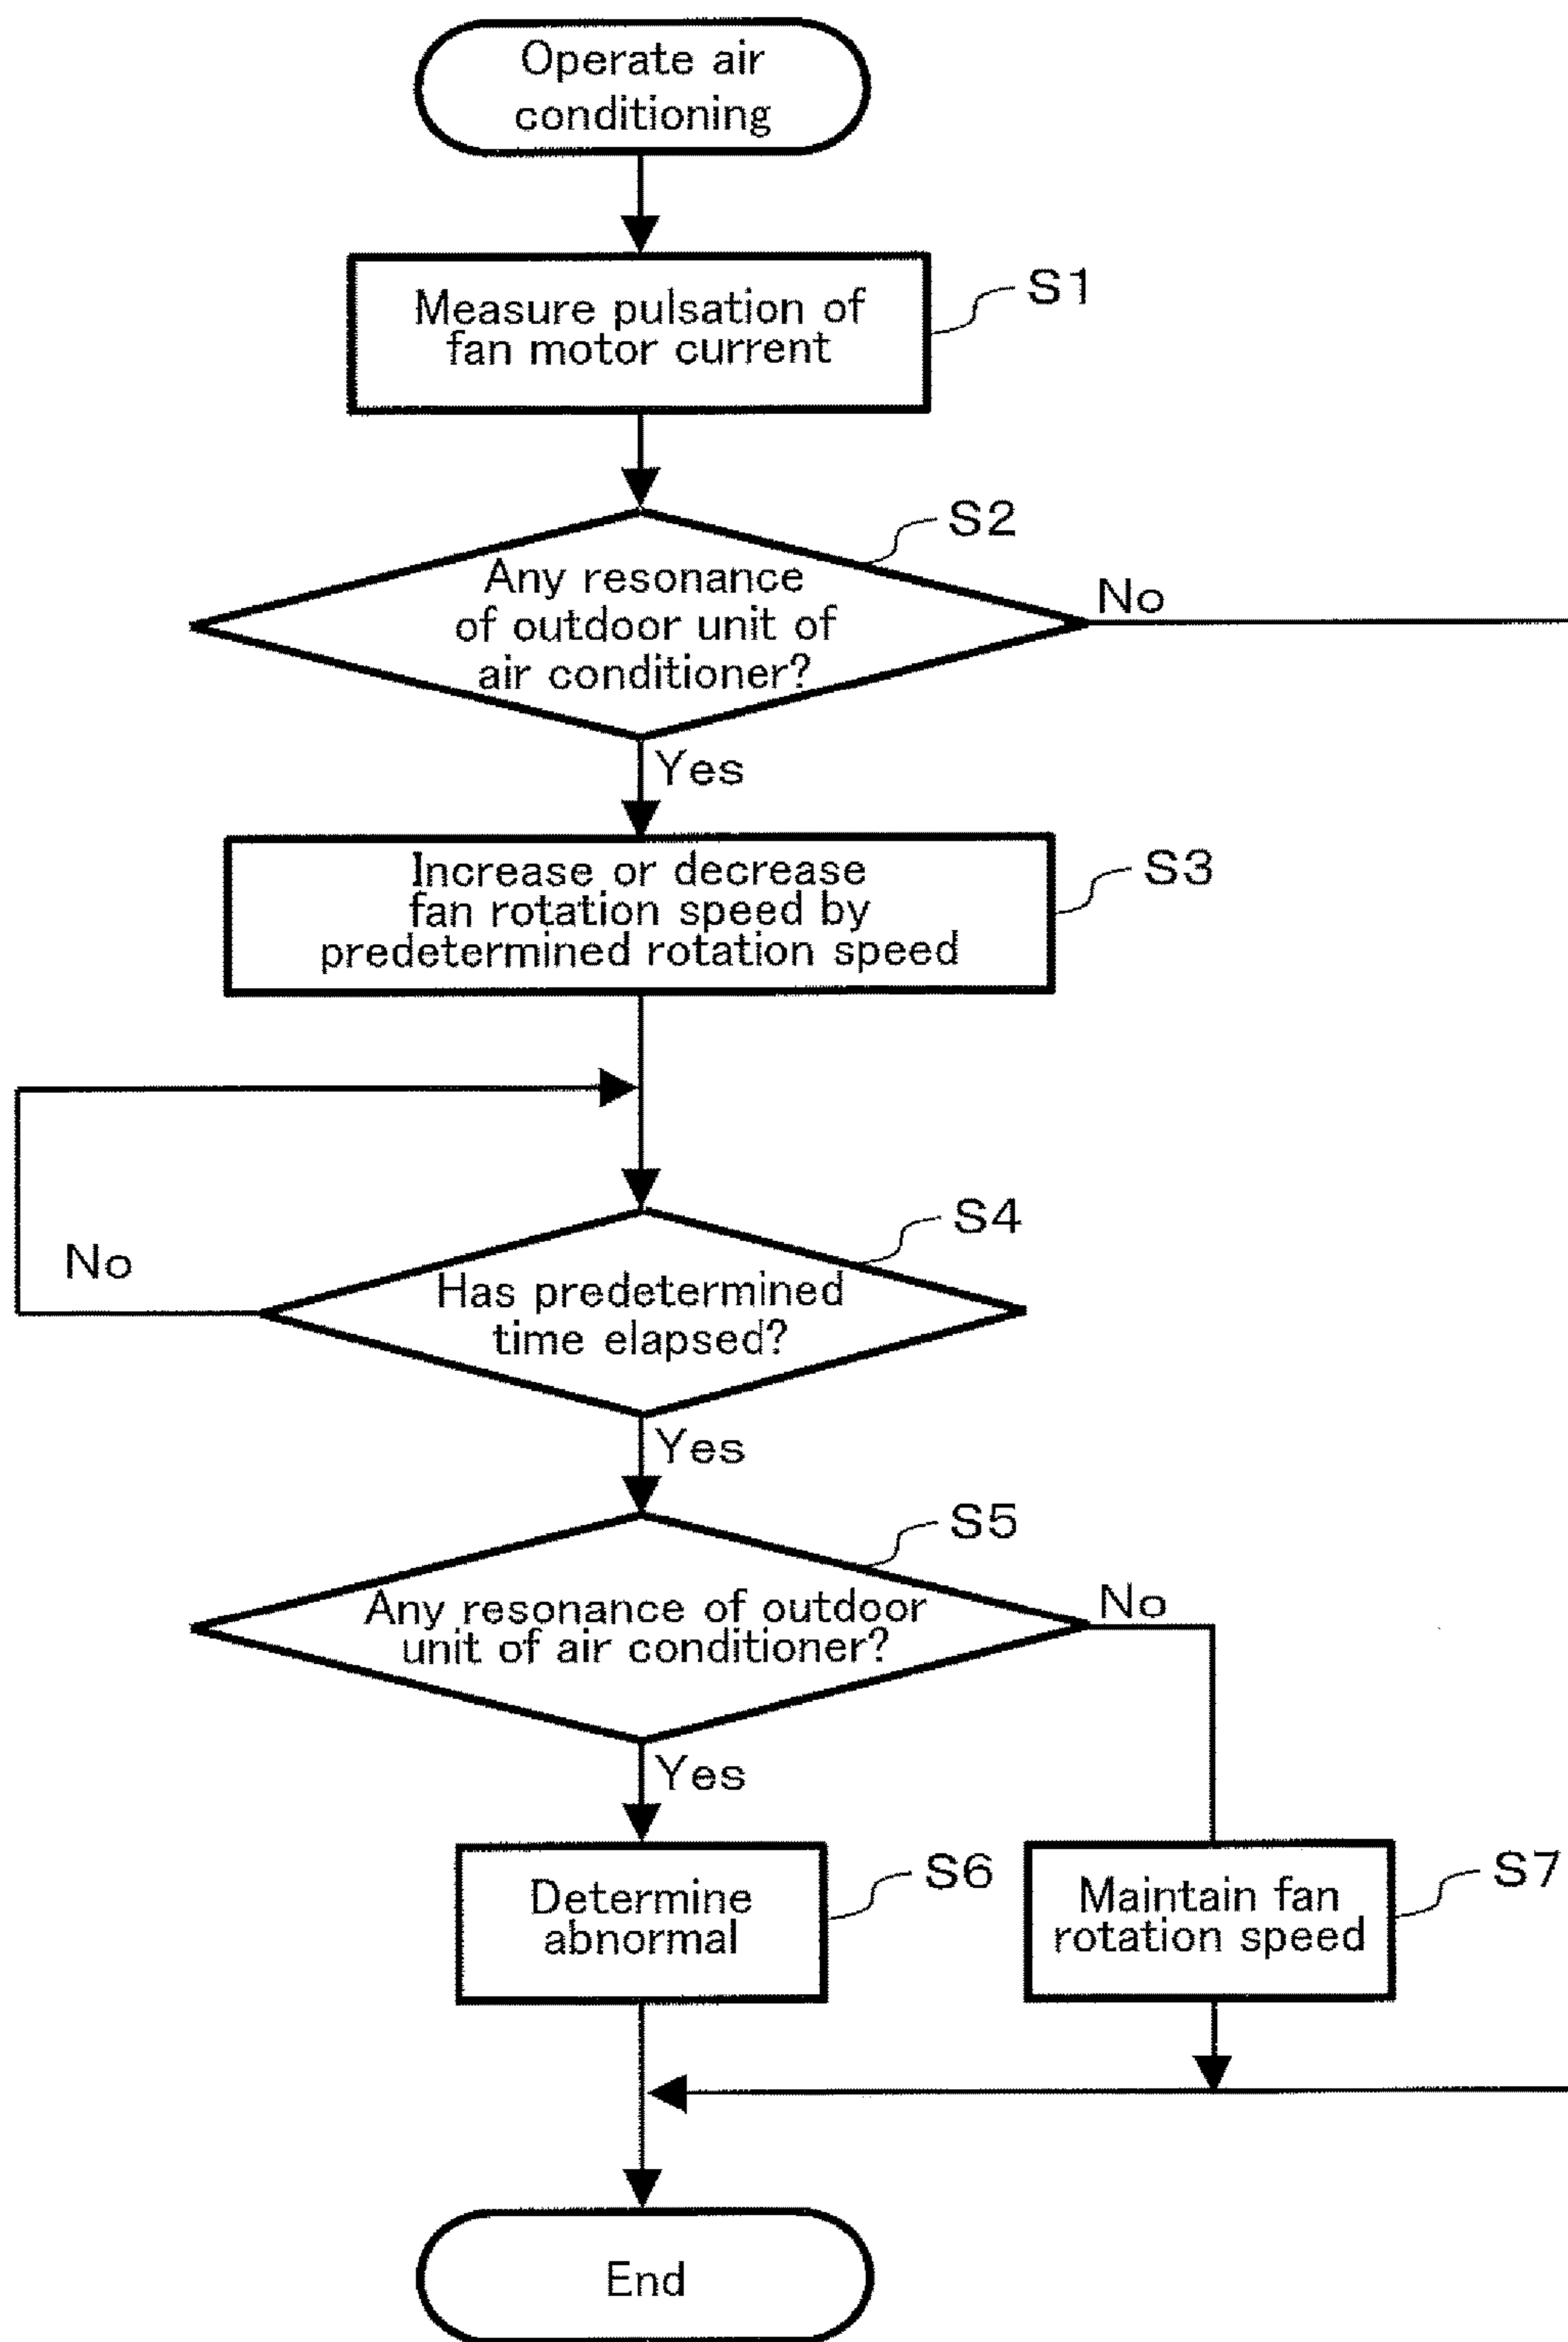 Operate air
conditioning
Measure pulsation of
fan motor current
S1
S2
Any resonance
of outdoor unit of
air conditioner?
No
Yes
Increase or decrease
fan rotation speed by
predetermined rotation speed
S3
S4
No
Has predetermined
time elapsed?
Yes
S5
Any resonance of outdoor
unit of air conditioner?
No
Yes
Determine
abnormal
S6
Maintain fan
rotation speed
S7
End